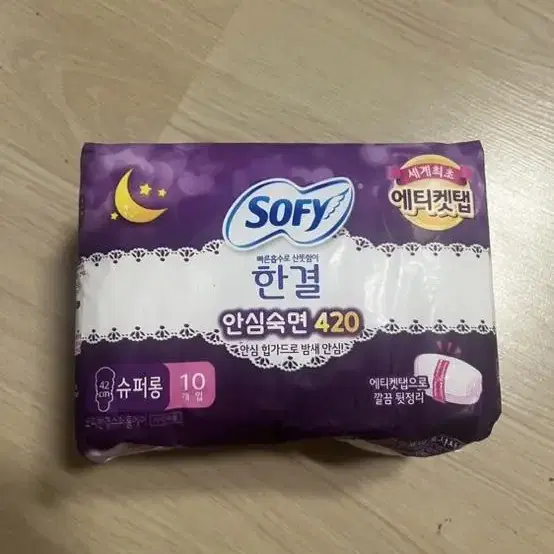 세계최초
에티켓탭
SOFY
빠른흡수로 산뜻함이
한결
안심숙면 420
안심 힙가드로 밤새 안심!
42
cm
슈퍼롱
10
개입
에티켓탭으로
깔끔 뒷정리